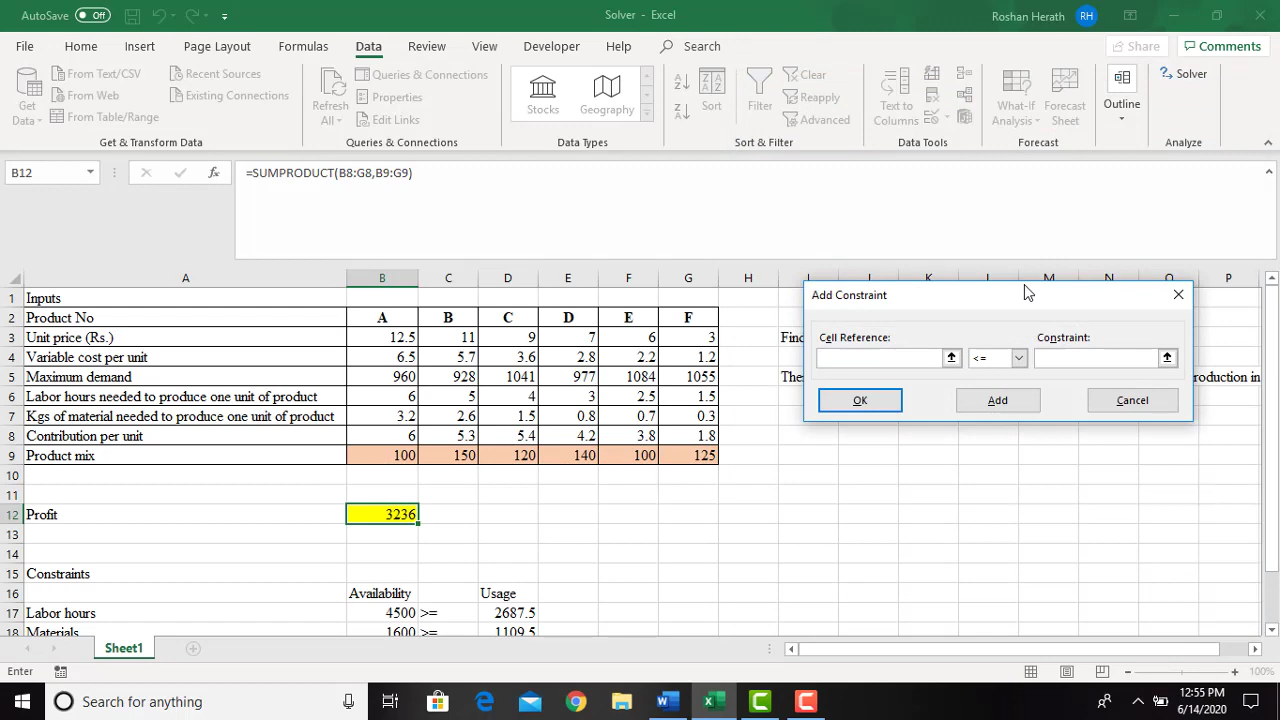 AutoSave Off Solver - Excel Roshan Herath RH
File Home Insert Page Layout Formulas Data Review View Developer Help Search Share Comments
Get Data From Text/CSV Recent Sources
From Web Existing Connections
From Table/Range
Refresh All Queries & Connections
Properties
Edit Links
Stocks Geography
Sort Filter Clear
Reapply
Advanced
Text to Columns
What-If Analysis Forecast Sheet
Outline
Solver
Get & Transform Data Queries & Connections Data Types Sort & Filter Data Tools Forecast Analyze
B12 fx =SUMPRODUCT(B8:G8,B9:G9)
A B C D E F G H I J K L M N O P
1 Inputs
2 Product No A B C D E F
3 Unit price (Rs.) 12.5 11 9 7 6 3
4 Variable cost per unit 6.5 5.7 3.6 2.8 2.2 1.2
5 Maximum demand 960 928 1041 977 1084 1055
6 Labor hours needed to produce one unit of product 6 5 4 3 2.5 1.5
7 Kgs of material needed to produce one unit of product 3.2 2.6 1.5 0.8 0.7 0.3
8 Contribution per unit 6 5.3 5.4 4.2 3.8 1.8
9 Product mix 100 150 120 140 100 125
10
11
12 Profit 3236
13
14
15 Constraints
16 Availability Usage
17 Labor hours 4500 >= 2687.5
18 Materials 1600 >= 1109.5
Add Constraint
Cell Reference: Constraint:
<=
OK Add Cancel
Sheet1
Enter 100%
Search for anything
12:55 PM
6/14/2020